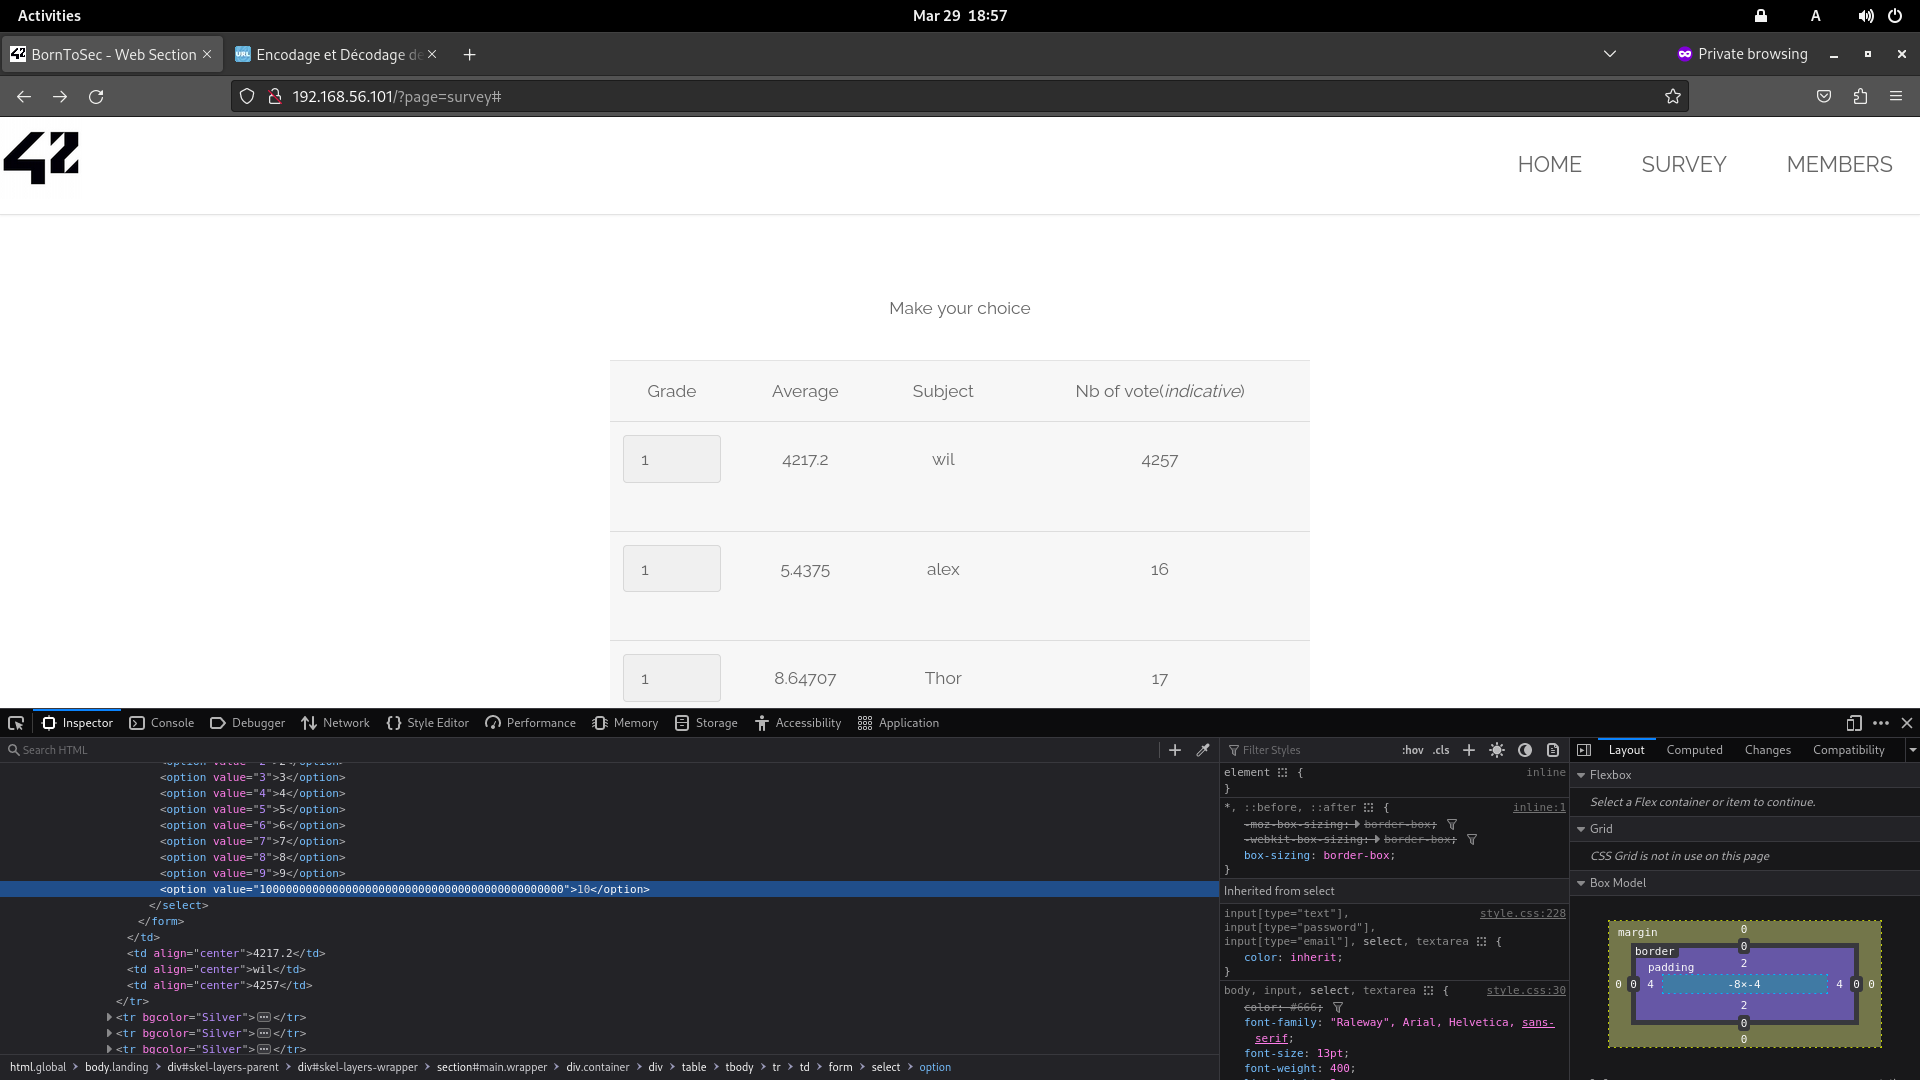 Activities
Mar 29 18:57
A
BornToSec - Web Section
Encodage et Décodage de
Private browsing
192.168.56.101/?page=survey#
42
HOME
SURVEY
MEMBERS
Make your choice
Grade Average Subject Nb of vote(indicative)
1 4217.2 wil 4257
1 5.4375 alex 16
1 8.64707 Thor 17
Inspector
Console
Debugger
Network
Style Editor
Performance
Memory
Storage
Accessibility
Application
Search HTML
<option value="2">2</option>
<option value="3">3</option>
<option value="4">4</option>
<option value="5">5</option>
<option value="6">6</option>
<option value="7">7</option>
<option value="8">8</option>
<option value="9">9</option>
<option value="10000000000000000000000000000000000000000000000">10</option>
</select>
</form>
</td>
<td align="center">4217.2</td>
<td align="center">wil</td>
<td align="center">4257</td>
</tr>
<tr bgcolor="Silver"></tr>
<tr bgcolor="Silver"></tr>
<tr bgcolor="Silver"></tr>
html.global > body.landing > div#skel-layers-parent > div#skel-layers-wrapper > section#main.wrapper > div.container > div > table > tbody > tr > td > form > select > option
Filter Styles
:hov .cls
element { inline
}
*, ::before, ::after { inline:1
-moz-box-sizing: border-box;
-webkit-box-sizing: border-box;
box-sizing: border-box;
}
Inherited from select
input[type="text"], style.css:228
input[type="password"],
input[type="email"], select, textarea {
color: inherit;
}
body, input, select, textarea { style.css:30
color: #666;
font-family: "Raleway", Arial, Helvetica, sans-
serif;
font-size: 13pt;
font-weight: 400;
Layout
Computed
Changes
Compatibility
Flexbox
Select a Flex container or item to continue.
Grid
CSS Grid is not in use on this page
Box Model
margin 0
border 0
padding 2
0 0 4 -8×-4 4 0 0
2
0
0